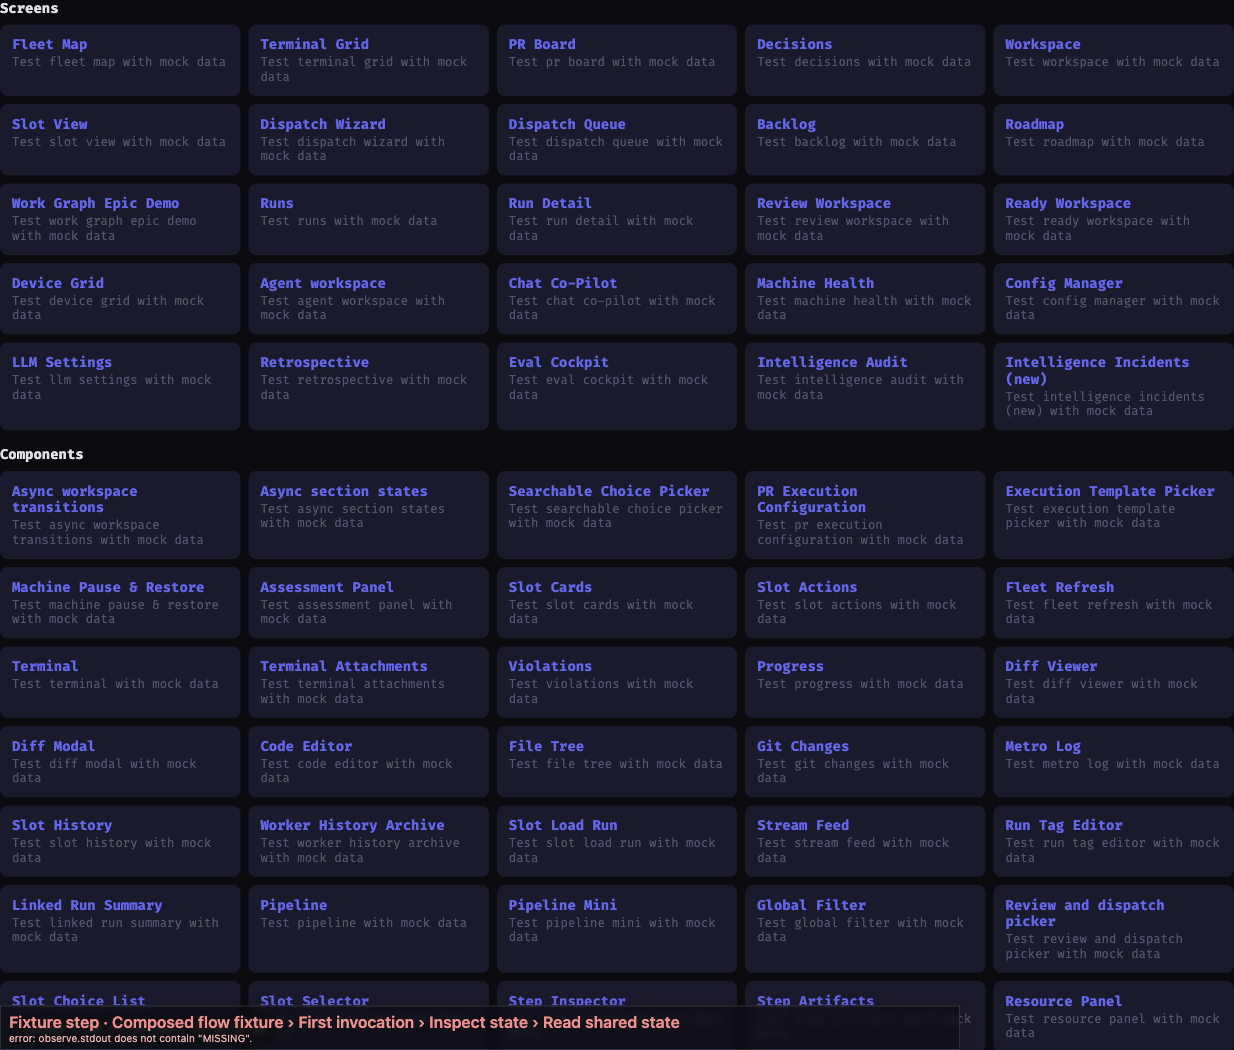 Screens
Fleet Map
Test fleet map with mock data
Terminal Grid
Test terminal grid with mock
data
PR Board
Test pr board with mock data
Decisions
Test decisions with mock data
Workspace
Test workspace with mock data
Slot View
Test slot view with mock data
Dispatch Wizard
Test dispatch wizard with
mock data
Dispatch Queue
Test dispatch queue with mock
data
Backlog
Test backlog with mock data
Roadmap
Test roadmap with mock data
Work Graph Epic Demo
Test work graph epic demo
with mock data
Runs
Test runs with mock data
Run Detail
Test run detail with mock
data
Review Workspace
Test review workspace with
mock data
Ready Workspace
Test ready workspace with
mock data
Device Grid
Test device grid with mock
data
Agent workspace
Test agent workspace with
mock data
Chat Co-Pilot
Test chat co-pilot with mock
data
Machine Health
Test machine health with mock
data
Config Manager
Test config manager with mock
data
LLM Settings
Test llm settings with mock
data
Retrospective
Test retrospective with mock
data
Eval Cockpit
Test eval cockpit with mock
data
Intelligence Audit
Test intelligence audit with
mock data
Intelligence Incidents
(new)
Test intelligence incidents
(new) with mock data
Components
Async workspace
transitions
Test async workspace
transitions with mock data
Async section states
Test async section states
with mock data
Searchable Choice Picker
Test searchable choice picker
with mock data
PR Execution
Configuration
Test pr execution
configuration with mock data
Execution Template Picker
Test execution template
picker with mock data
Machine Pause & Restore
Test machine pause & restore
with mock data
Assessment Panel
Test assessment panel with
mock data
Slot Cards
Test slot cards with mock
data
Slot Actions
Test slot actions with mock
data
Fleet Refresh
Test fleet refresh with mock
data
Terminal
Test terminal with mock data
Terminal Attachments
Test terminal attachments
with mock data
Violations
Test violations with mock
data
Progress
Test progress with mock data
Diff Viewer
Test diff viewer with mock
data
Diff Modal
Test diff modal with mock
data
Code Editor
Test code editor with mock
data
File Tree
Test file tree with mock data
Git Changes
Test git changes with mock
data
Metro Log
Test metro log with mock data
Slot History
Test slot history with mock
data
Worker History Archive
Test worker history archive
with mock data
Slot Load Run
Test slot load run with mock
data
Stream Feed
Test stream feed with mock
data
Run Tag Editor
Test run tag editor with mock
data
Linked Run Summary
Test linked run summary with
mock data
Pipeline
Test pipeline with mock data
Pipeline Mini
Test pipeline mini with mock
data
Global Filter
Test global filter with mock
data
Review and dispatch
picker
Test review and dispatch
picker with mock data
Slot Choice List
Slot Selector
Step Inspector
Step Artifacts
Resource Panel
Test resource panel with mock
data
Fixture step · Composed flow fixture › First invocation › Inspect state › Read shared state
error: observe.stdout does not contain "MISSING".